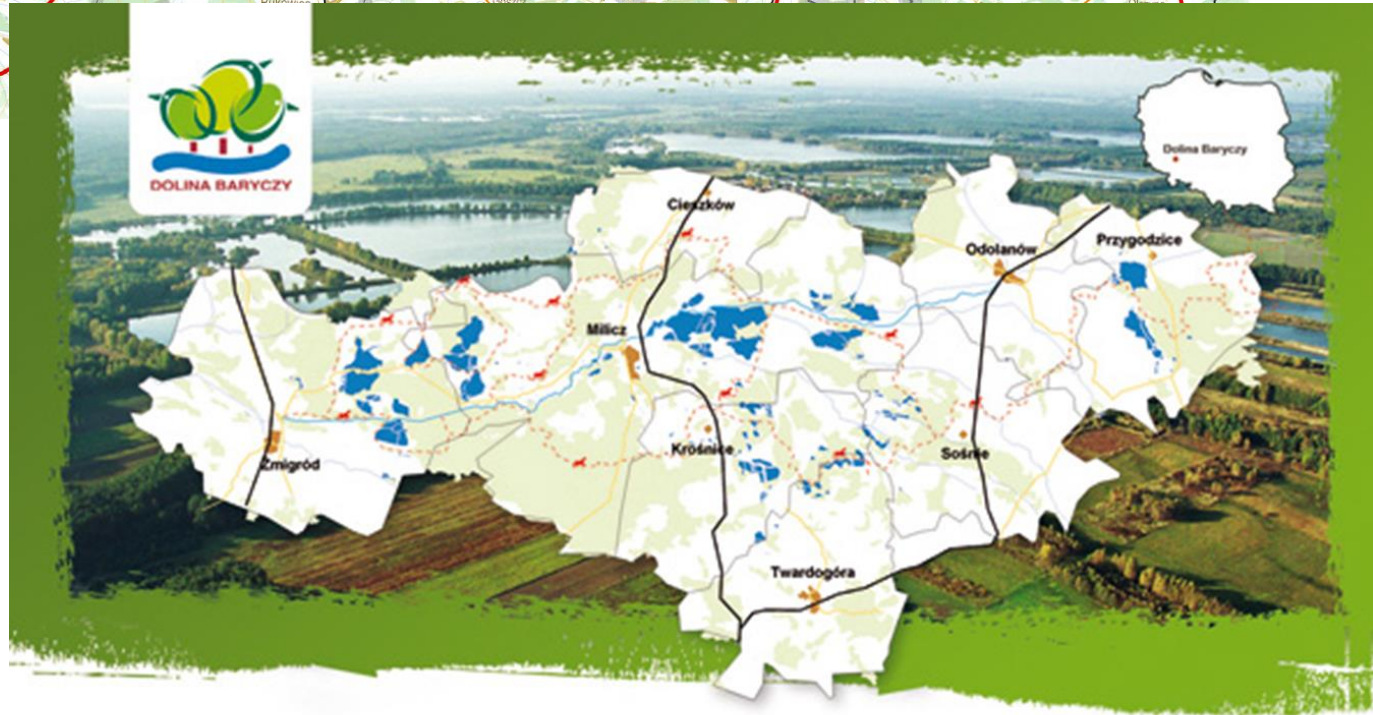 DOLINA BARYCZY
Dolina Baryczy
Cieszków
Odolanów
Przygodzice
Milicz
Krośnice
Sośnie
Żmigród
Twardogóra